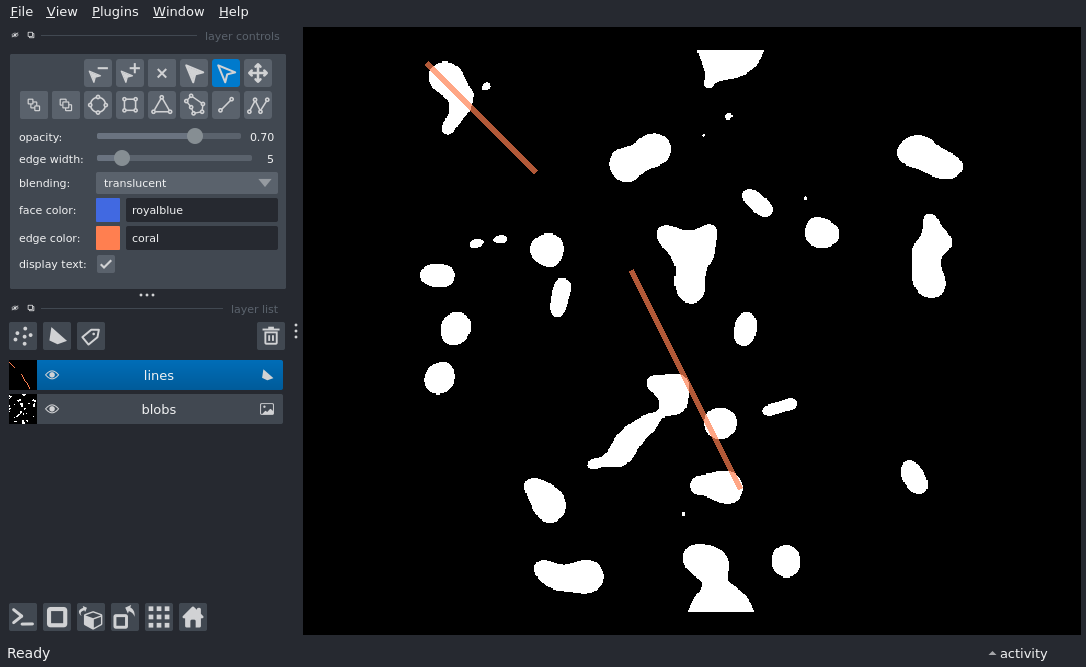 File View Plugins Window Help
layer controls
opacity: 0.70
edge width: 5
blending: translucent
face color: royalblue
edge color: coral
display text:
layer list
lines
blobs
Ready
activity